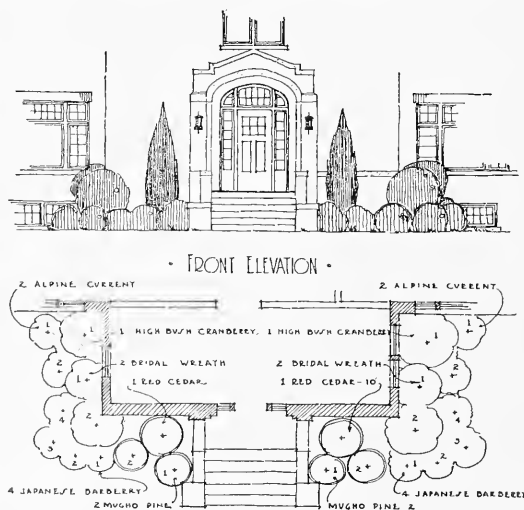 · FRONT ELEVATION ·
2 ALPINE CURRENT
2 ALPINE CURRENT
1 HIGH BUSH CRANBERRY.
1 HIGH BUSH CRANBERRY
2 BRIDAL WREATH
2 BRIDAL WREATH
1 RED CEDAR
1 RED CEDAR-10'
4 JAPANESE BARBERRY
4 JAPANESE BARBERRY
2 MUGHO PINE
MUGHO PINE 2